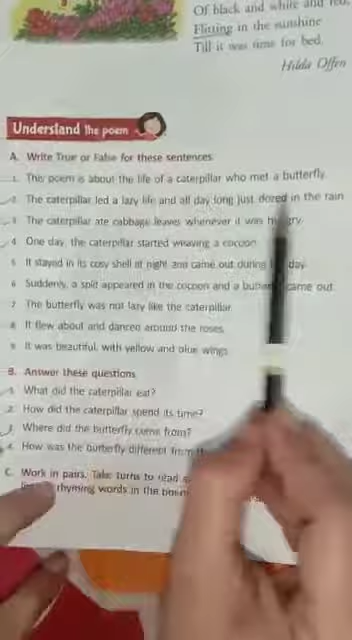 Of black and white and red,
Flitting in the sunshine
Till it was time for bed.
Hilda Offen
Understand the poem
A. Write True or False for these sentences.
1. This poem is about the life of a caterpillar who met a butterfly.
2. The caterpillar led a lazy life and all day long just dozed in the rain.
3. The caterpillar ate cabbage leaves whenever it was hungry.
4. One day, the caterpillar started weaving a cocoon.
5. It stayed in its cosy shell at night and came out during day.
6. Suddenly, a split appeared in the cocoon and a came out.
7. The butterfly was not lazy like the caterpillar.
8. It flew about and danced around the roses.
9. It was beautiful, with yellow and blue wings.
B. Answer these questions.
1. What did the caterpillar eat?
2. How did the caterpillar spend its time?
3. Where did the butterfly come from?
4. How was the butterfly different from
C. Work in pairs. Take turns to read
rhyming words in the poem